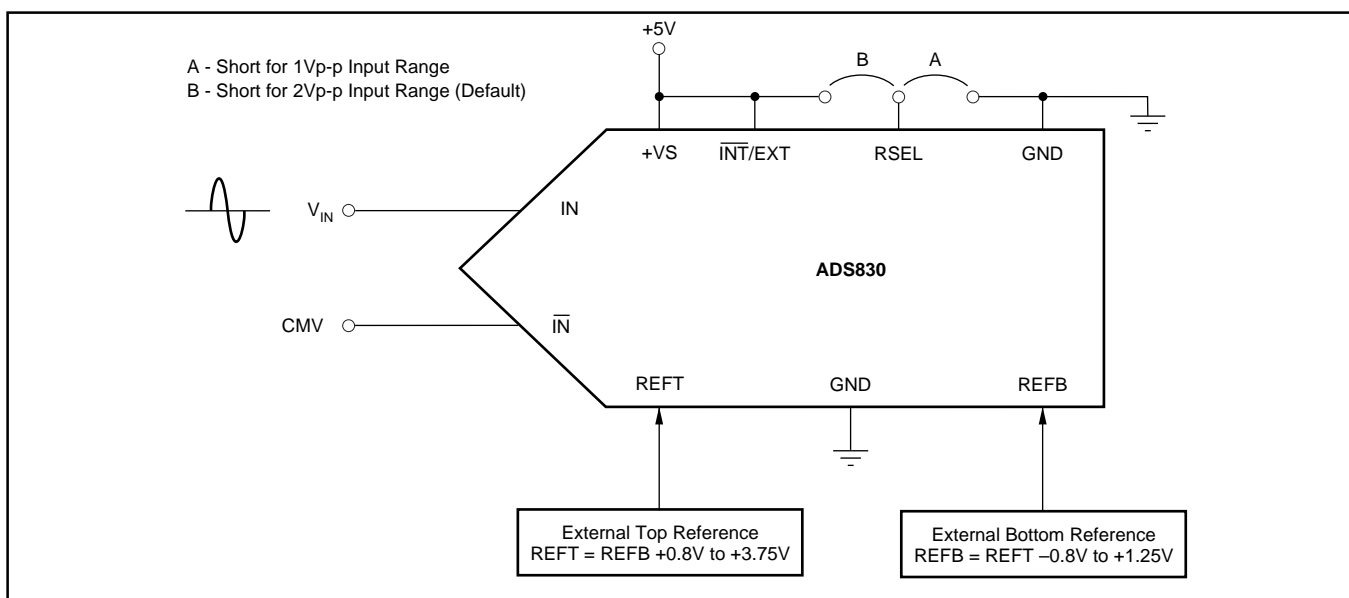 +5V
A - Short for 1Vp-p Input Range
B - Short for 2Vp-p Input Range (Default)
B
A
+VS
INT/EXT
RSEL
GND
V_IN
IN
ADS830
CMV
IN
REFT
GND
REFB
External Top Reference
REFT = REFB +0.8V to +3.75V
External Bottom Reference
REFB = REFT –0.8V to +1.25V